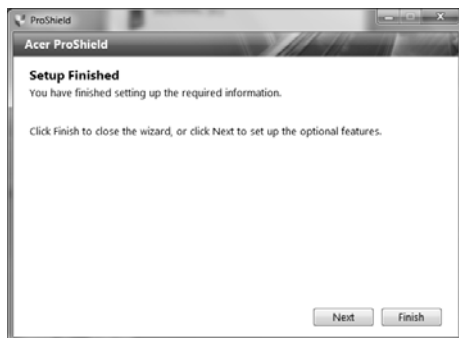 ProShield
Acer ProShield
Setup Finished
You have finished setting up the required information.
Click Finish to close the wizard, or click Next to set up the optional features.
Next
Finish